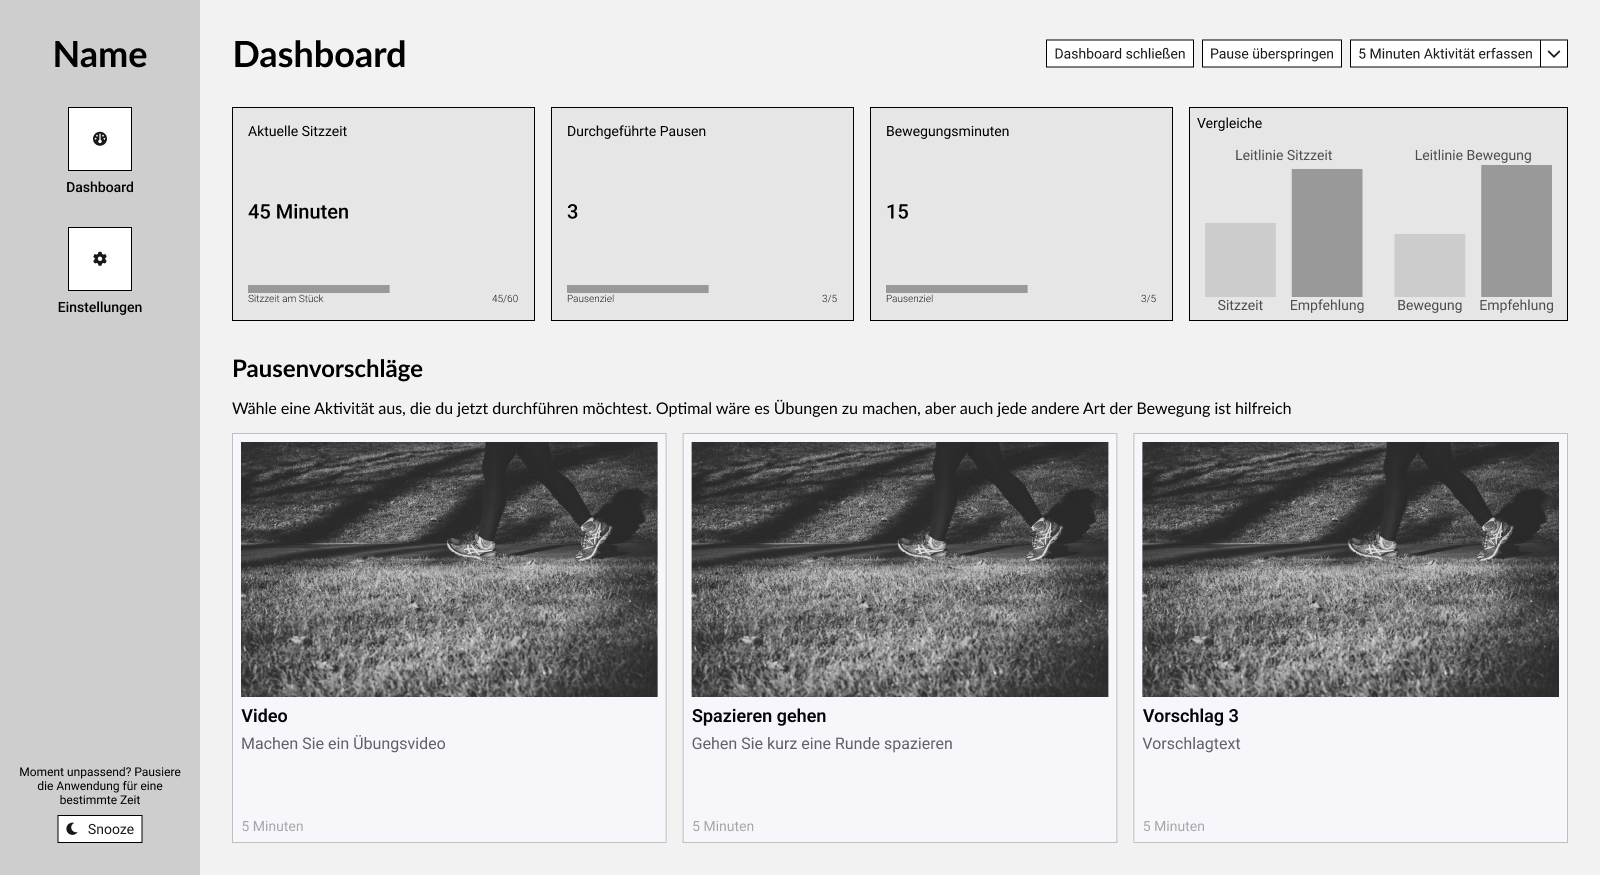 Name
Dashboard
Einstellungen
Moment unpassend? Pausiere
die Anwendung für eine
bestimmte Zeit
Snooze
Dashboard
Dashboard schließen
Pause überspringen
5 Minuten Aktivität erfassen
Aktuelle Sitzzeit
45 Minuten
Sitzzeit am Stück 45/60
Durchgeführte Pausen
3
Pausenziel 3/5
Bewegungsminuten
15
Pausenziel 3/5
Vergleiche
Leitlinie Sitzzeit
Sitzzeit Empfehlung
Leitlinie Bewegung
Bewegung Empfehlung
Pausenvorschläge
Wähle eine Aktivität aus, die du jetzt durchführen möchtest. Optimal wäre es Übungen zu machen, aber auch jede andere Art der Bewegung ist hilfreich
Video
Machen Sie ein Übungsvideo
5 Minuten
Spazieren gehen
Gehen Sie kurz eine Runde spazieren
5 Minuten
Vorschlag 3
Vorschlagtext
5 Minuten